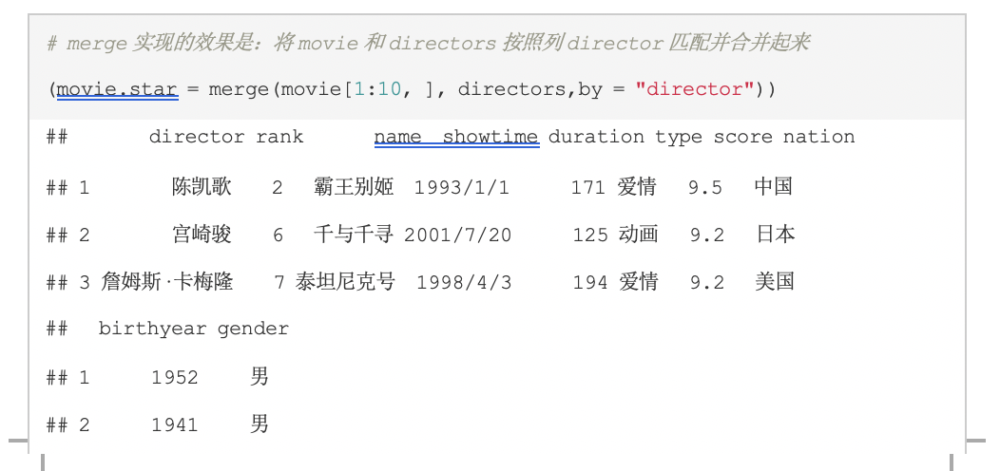 # merge 实现的效果是：将 movie 和 directors 按照列 director 匹配并合并起来
(movie.star = merge(movie[1:10, ], directors,by = "director"))
## director rank name showtime duration type score nation
## 1 陈凯歌 2 霸王别姬 1993/1/1 171 爱情 9.5 中国
## 2 宫崎骏 6 千与千寻 2001/7/20 125 动画 9.2 日本
## 3 詹姆斯·卡梅隆 7 泰坦尼克号 1998/4/3 194 爱情 9.2 美国
## birthyear gender
## 1 1952 男
## 2 1941 男